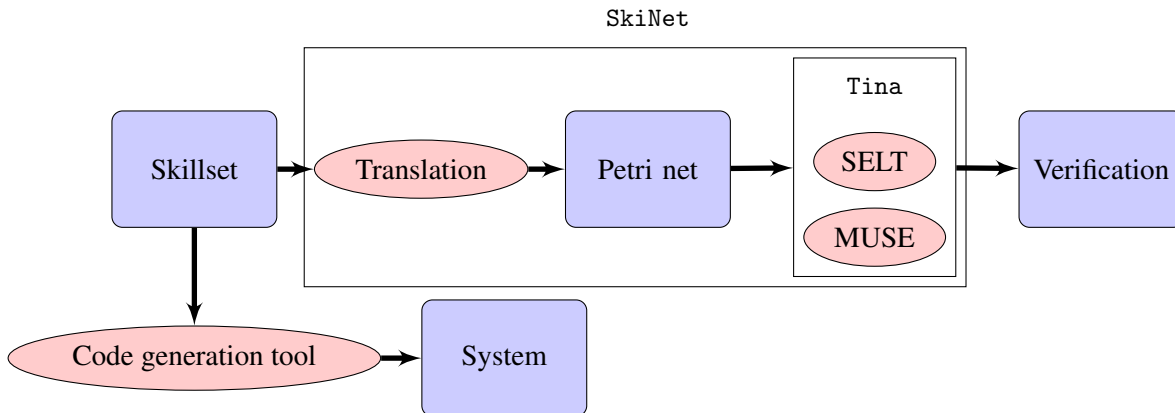 SkiNet
Tina
Skillset
Translation
Petri net
SELT
Verification
MUSE
Code generation tool
System